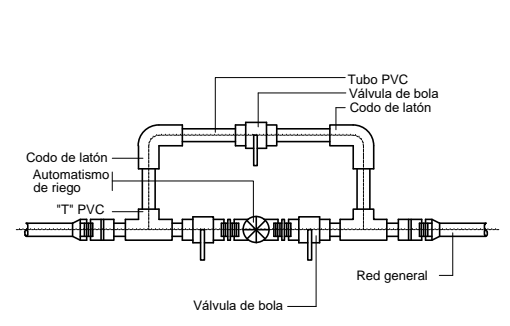 Tubo PVC
Válvula de bola
Codo de latón
Codo de latón
Automatismo
de riego
"T" PVC
Red general
Válvula de bola